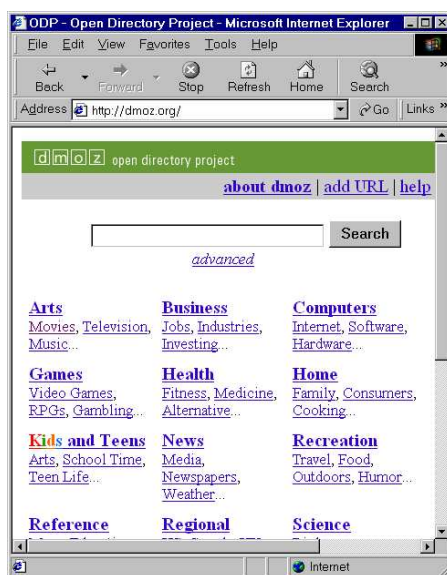 ODP - Open Directory Project - Microsoft Internet Explorer
File Edit View Favorites Tools Help
Back Forward Stop Refresh Home Search »
Address http://dmoz.org/ Go Links »
dmoz open directory project
about dmoz | add URL | help
Search
advanced
Arts Business Computers
Movies, Television, Jobs, Industries, Internet, Software,
Music... Investing... Hardware...
Games Health Home
Video Games, Fitness, Medicine, Family, Consumers,
RPGs, Gambling... Alternative... Cooking...
Kids and Teens News Recreation
Arts, School Time, Media, Travel, Food,
Teen Life... Newspapers, Outdoors, Humor...
Weather...
Reference Regional Science
Internet